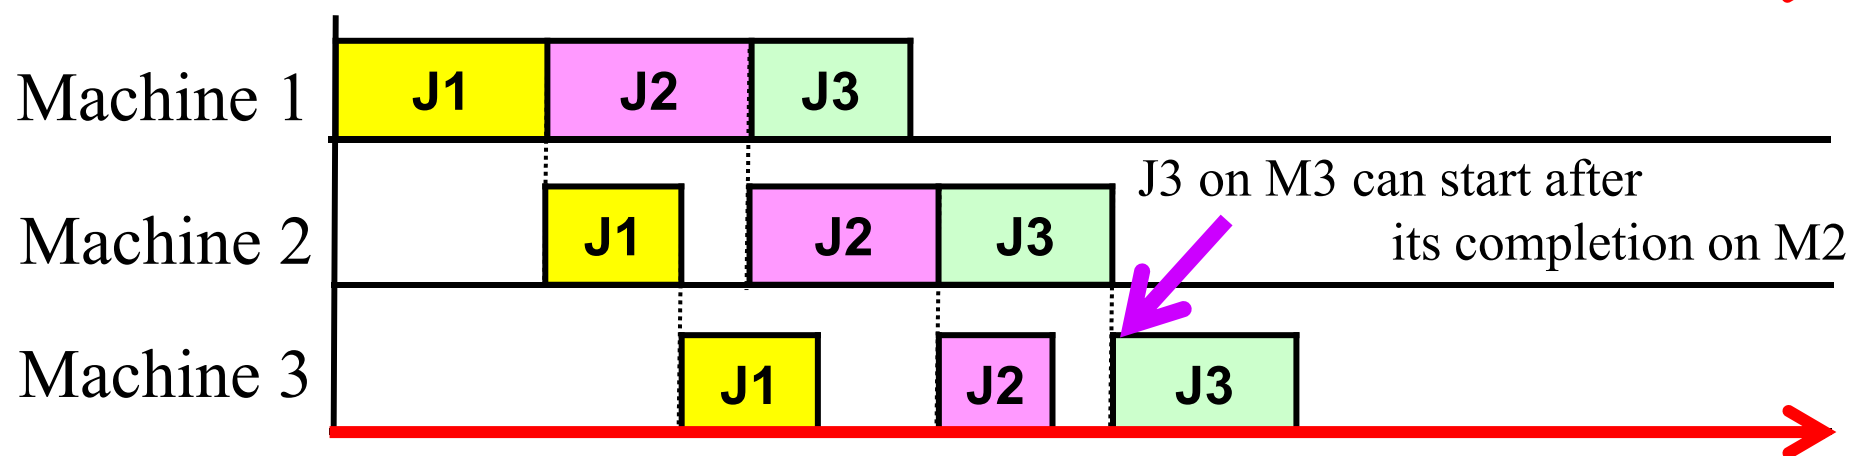 Machine 1 J1 J2 J3
J3 on M3 can start after
its completion on M2
Machine 2 J1 J2 J3
Machine 3 J1 J2 J3